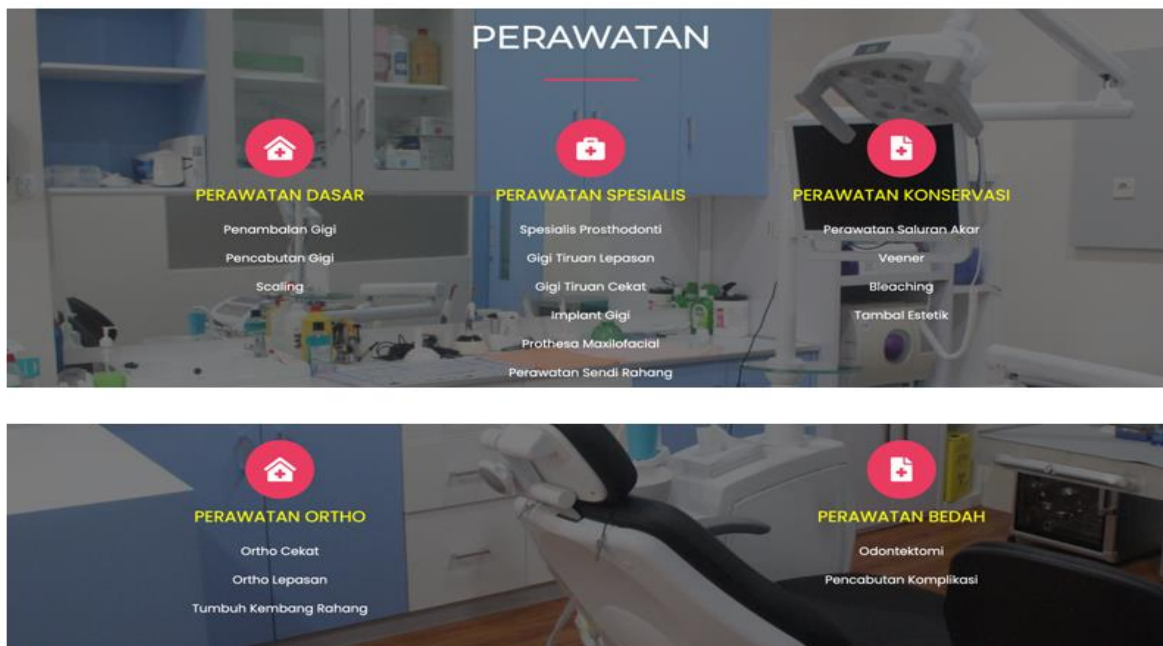 PERAWATAN
PERAWATAN DASAR
Penambalan Gigi
Pencabutan Gigi
Scaling
PERAWATAN SPESIALIS
Spesialis Prosthodonti
Gigi Tiruan Lepasan
Gigi Tiruan Cekat
Implant Gigi
Prothesa Maxilofacial
Perawatan Sendi Rahang
PERAWATAN KONSERVASI
Perawatan Saluran Akar
Veener
Bleaching
Tambal Estetik
PERAWATAN ORTHO
Ortho Cekat
Ortho Lepasan
Tumbuh Kembang Rahang
PERAWATAN BEDAH
Odontektomi
Pencabutan Komplikasi